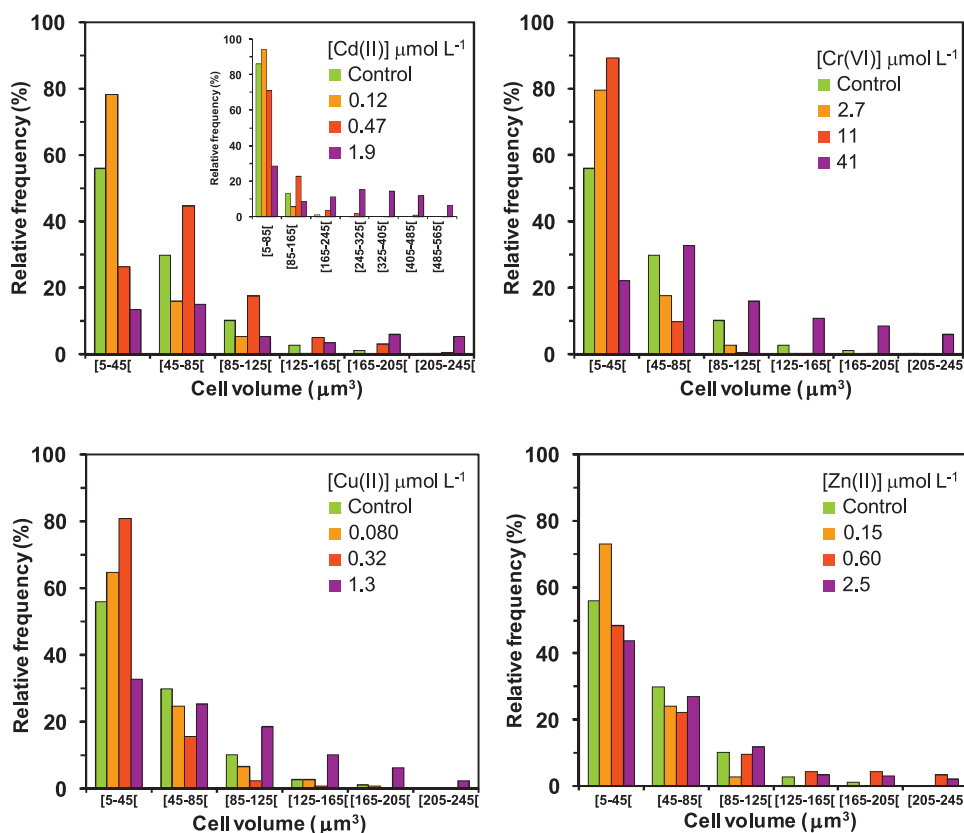 100
80
60
40
20
0
Relative frequency (%)
[Cd(II)] μmol L⁻¹
Control
0.12
0.47
1.9
100
80
60
40
20
0
Relative frequency (%)
[5-85[
[85-165[
[165-245[
[245-325[
[325-405[
[405-485[
[485-565[
[5-45[ [45-85[ [85-125[ [125-165[ [165-205[ [205-245[
Cell volume (μm³)
100
80
60
40
20
0
Relative frequency (%)
[Cr(VI)] μmol L⁻¹
Control
2.7
11
41
[5-45[ [45-85[ [85-125[ [125-165[ [165-205[ [205-245[
Cell volume (μm³)
100
80
60
40
20
0
Relative frequency (%)
[Cu(II)] μmol L⁻¹
Control
0.080
0.32
1.3
[5-45[ [45-85[ [85-125[ [125-165[ [165-205[ [205-245[
Cell volume (μm³)
100
80
60
40
20
0
Relative frequency (%)
[Zn(II)] μmol L⁻¹
Control
0.15
0.60
2.5
[5-45[ [45-85[ [85-125[ [125-165[ [165-205[ [205-245[
Cell volume (μm³)